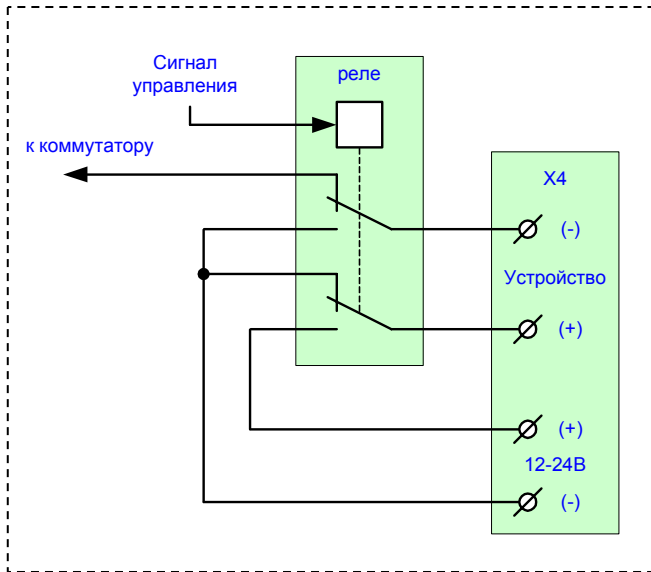 Сигнал
управления
реле
к коммутатору
X4
(-)
Устройство
(+)
(+)
12-24В
(-)